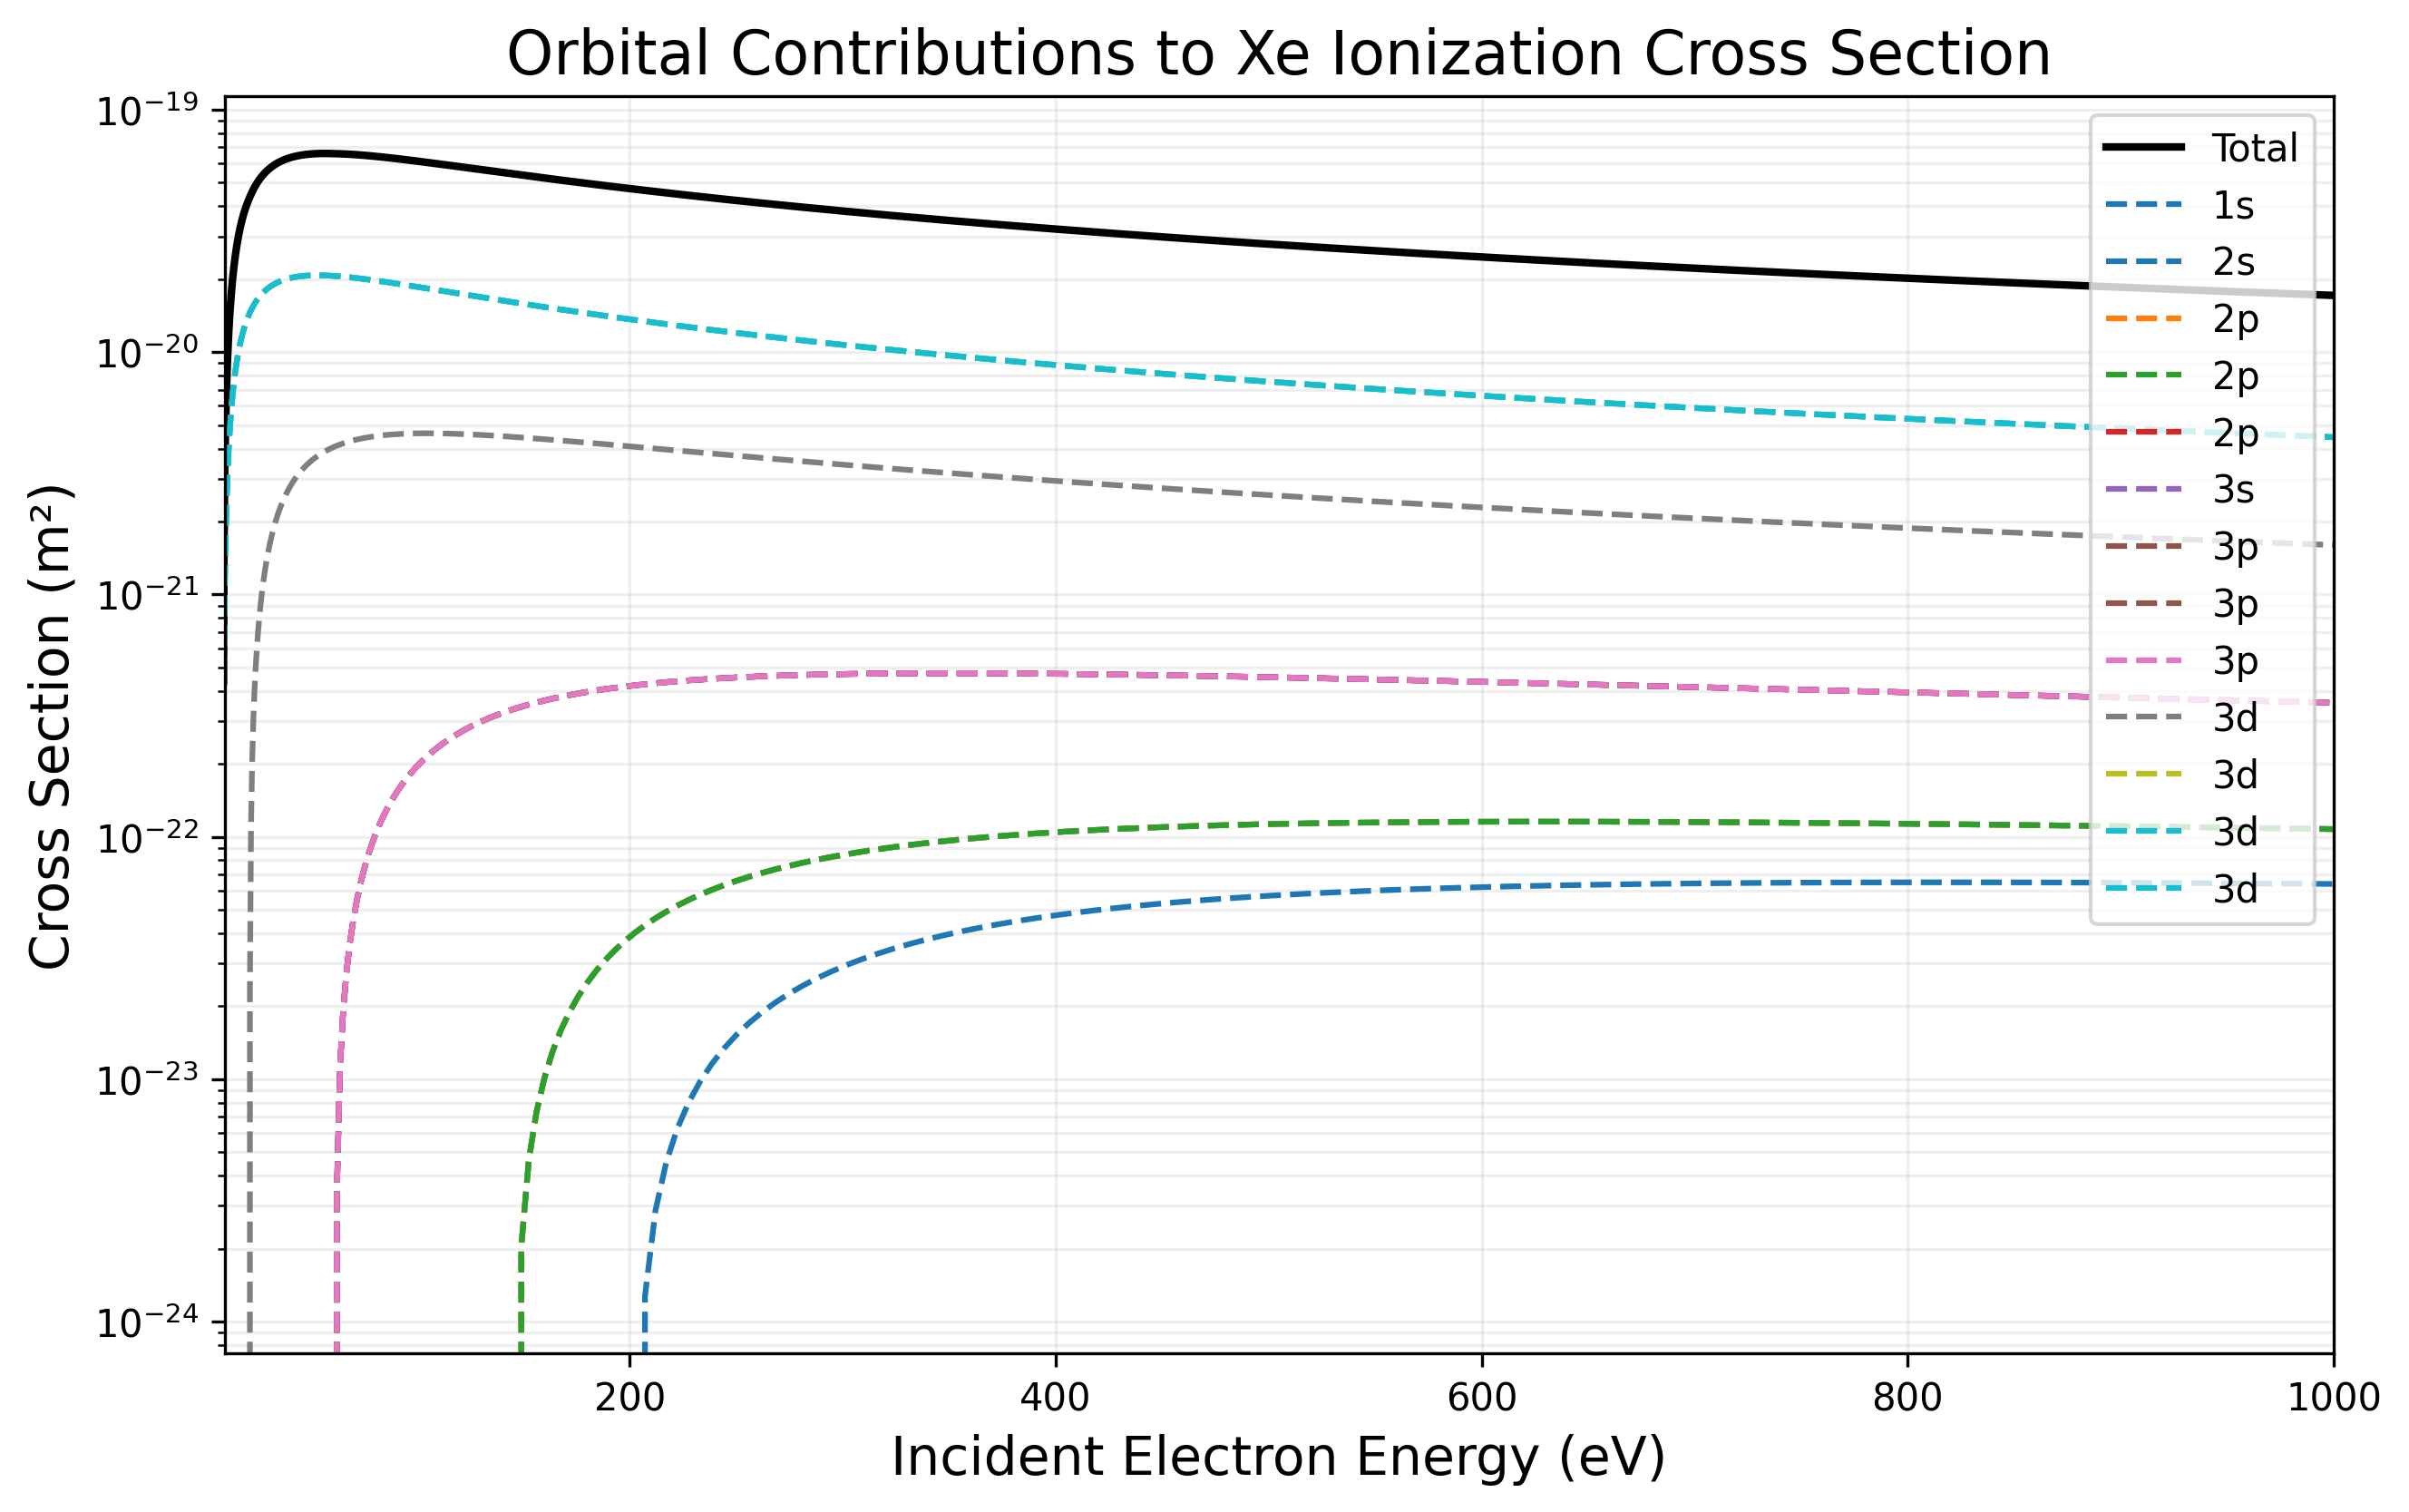 Orbital Contributions to Xe Ionization Cross Section
Cross Section (m²)
10⁻¹⁹
10⁻²⁰
10⁻²¹
10⁻²²
10⁻²³
10⁻²⁴
Total
1s
2s
2p
2p
2p
3s
3p
3p
3p
3d
3d
3d
3d
200
400
600
800
1000
Incident Electron Energy (eV)